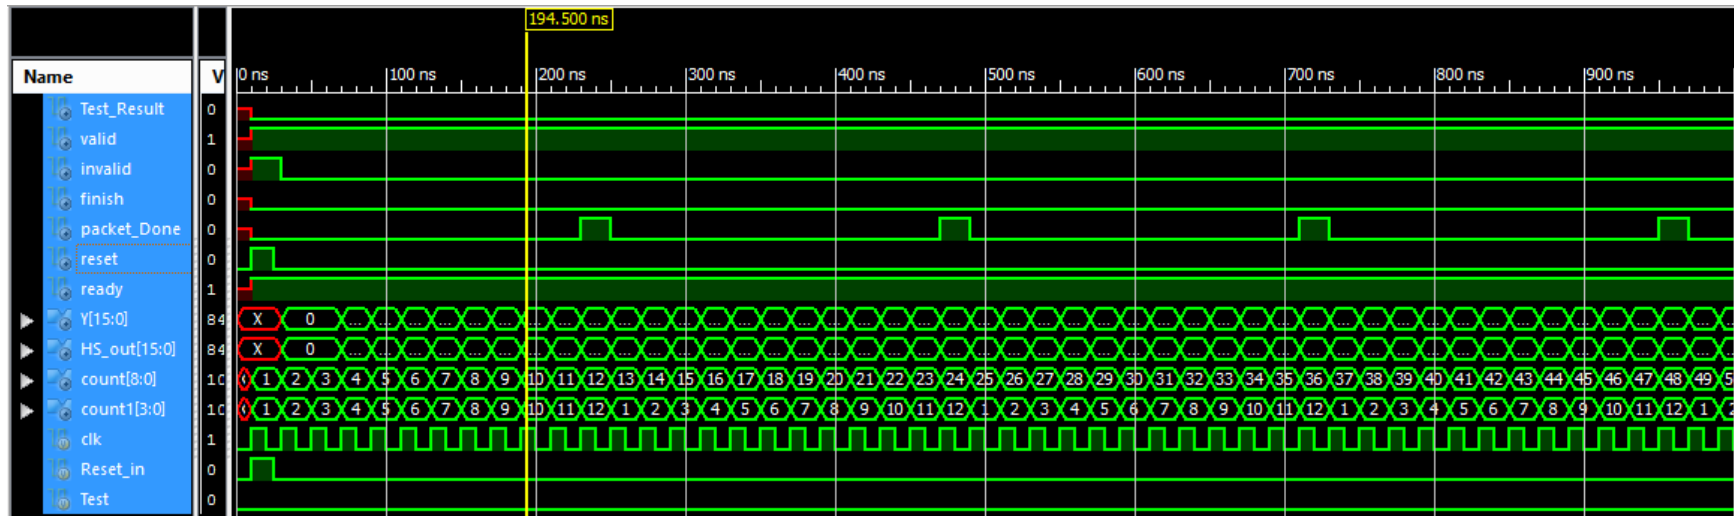 194.500 ns
Name V 0 ns 100 ns 200 ns 300 ns 400 ns 500 ns 600 ns 700 ns 800 ns 900 ns
Test_Result 0
valid 1
invalid 0
finish 0
packet_Done 0
reset 0
ready 1
Y[15:0] 84 X 0 ... ... ... ... ... ... ... ... ... ... ... ... ... ... ... ... ... ... ... ... ... ... ... ... ... ... ... ... ... ... ... ... ... ... ... ... ... ... ... ... ... ... ... ... ... ...
HS_out[15:0] 84 X 0 ... ... ... ... ... ... ... ... ... ... ... ... ... ... ... ... ... ... ... ... ... ... ... ... ... ... ... ... ... ... ... ... ... ... ... ... ... ... ... ... ... ... ... ... ... ...
count[8:0] 10 1 2 3 4 5 6 7 8 9 10 11 12 13 14 15 16 17 18 19 20 21 22 23 24 25 26 27 28 29 30 31 32 33 34 35 36 37 38 39 40 41 42 43 44 45 46 47 48 49 5
count1[3:0] 10 1 2 3 4 5 6 7 8 9 10 11 12 1 2 3 4 5 6 7 8 9 10 11 12 1 2 3 4 5 6 7 8 9 10 11 12 1 2 3 4 5 6 7 8 9 10 11 12 1 2
clk 1
Reset_in 0
Test 0